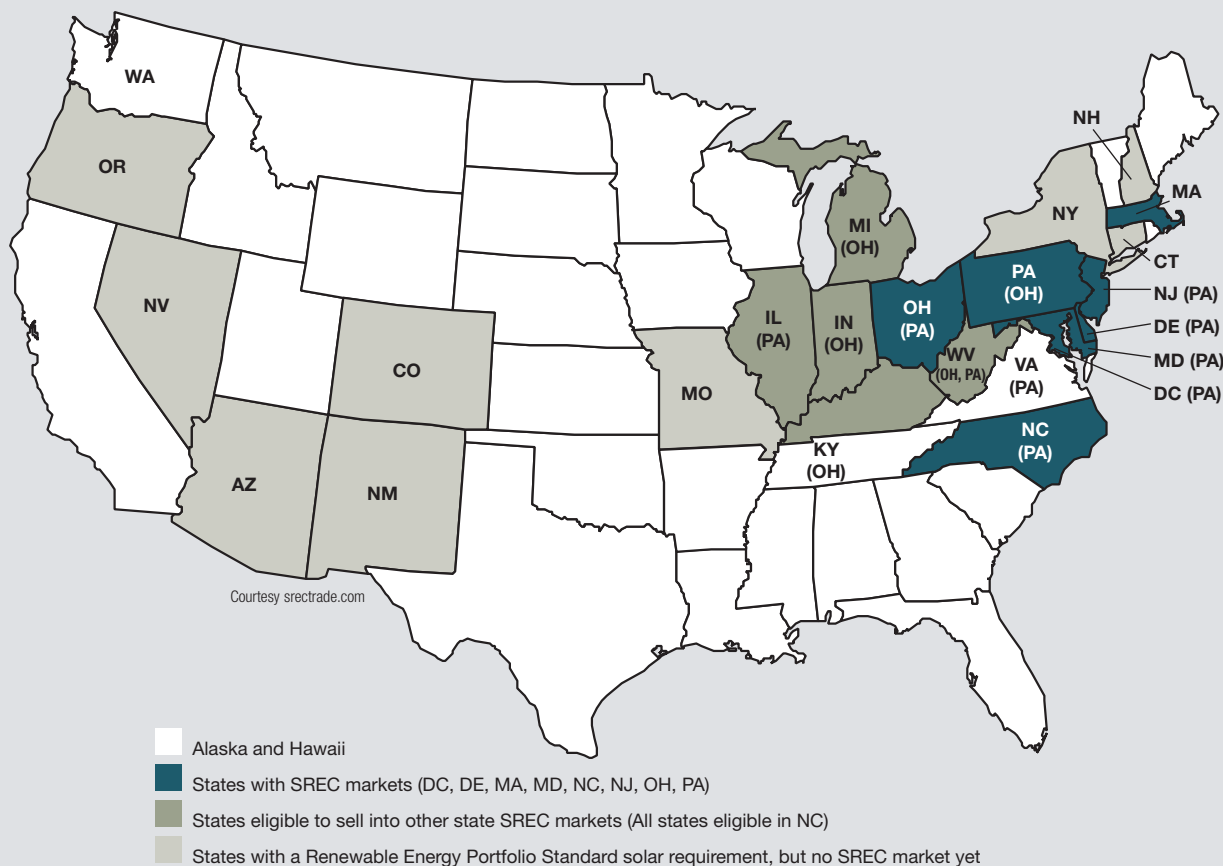 WA
NH
OR
MA
NY
MI
(OH)
CT
PA
(OH)
NV
NJ (PA)
OH
(PA)
IL
(PA)
IN
(OH)
DE (PA)
WV
(OH, PA)
MD (PA)
CO
VA
(PA)
MO
DC (PA)
NC
(PA)
KY
(OH)
AZ
NM
Courtesy srectrade.com
Alaska and Hawaii
States with SREC markets (DC, DE, MA, MD, NC, NJ, OH, PA)
States eligible to sell into other state SREC markets (All states eligible in NC)
States with a Renewable Energy Portfolio Standard solar requirement, but no SREC market yet